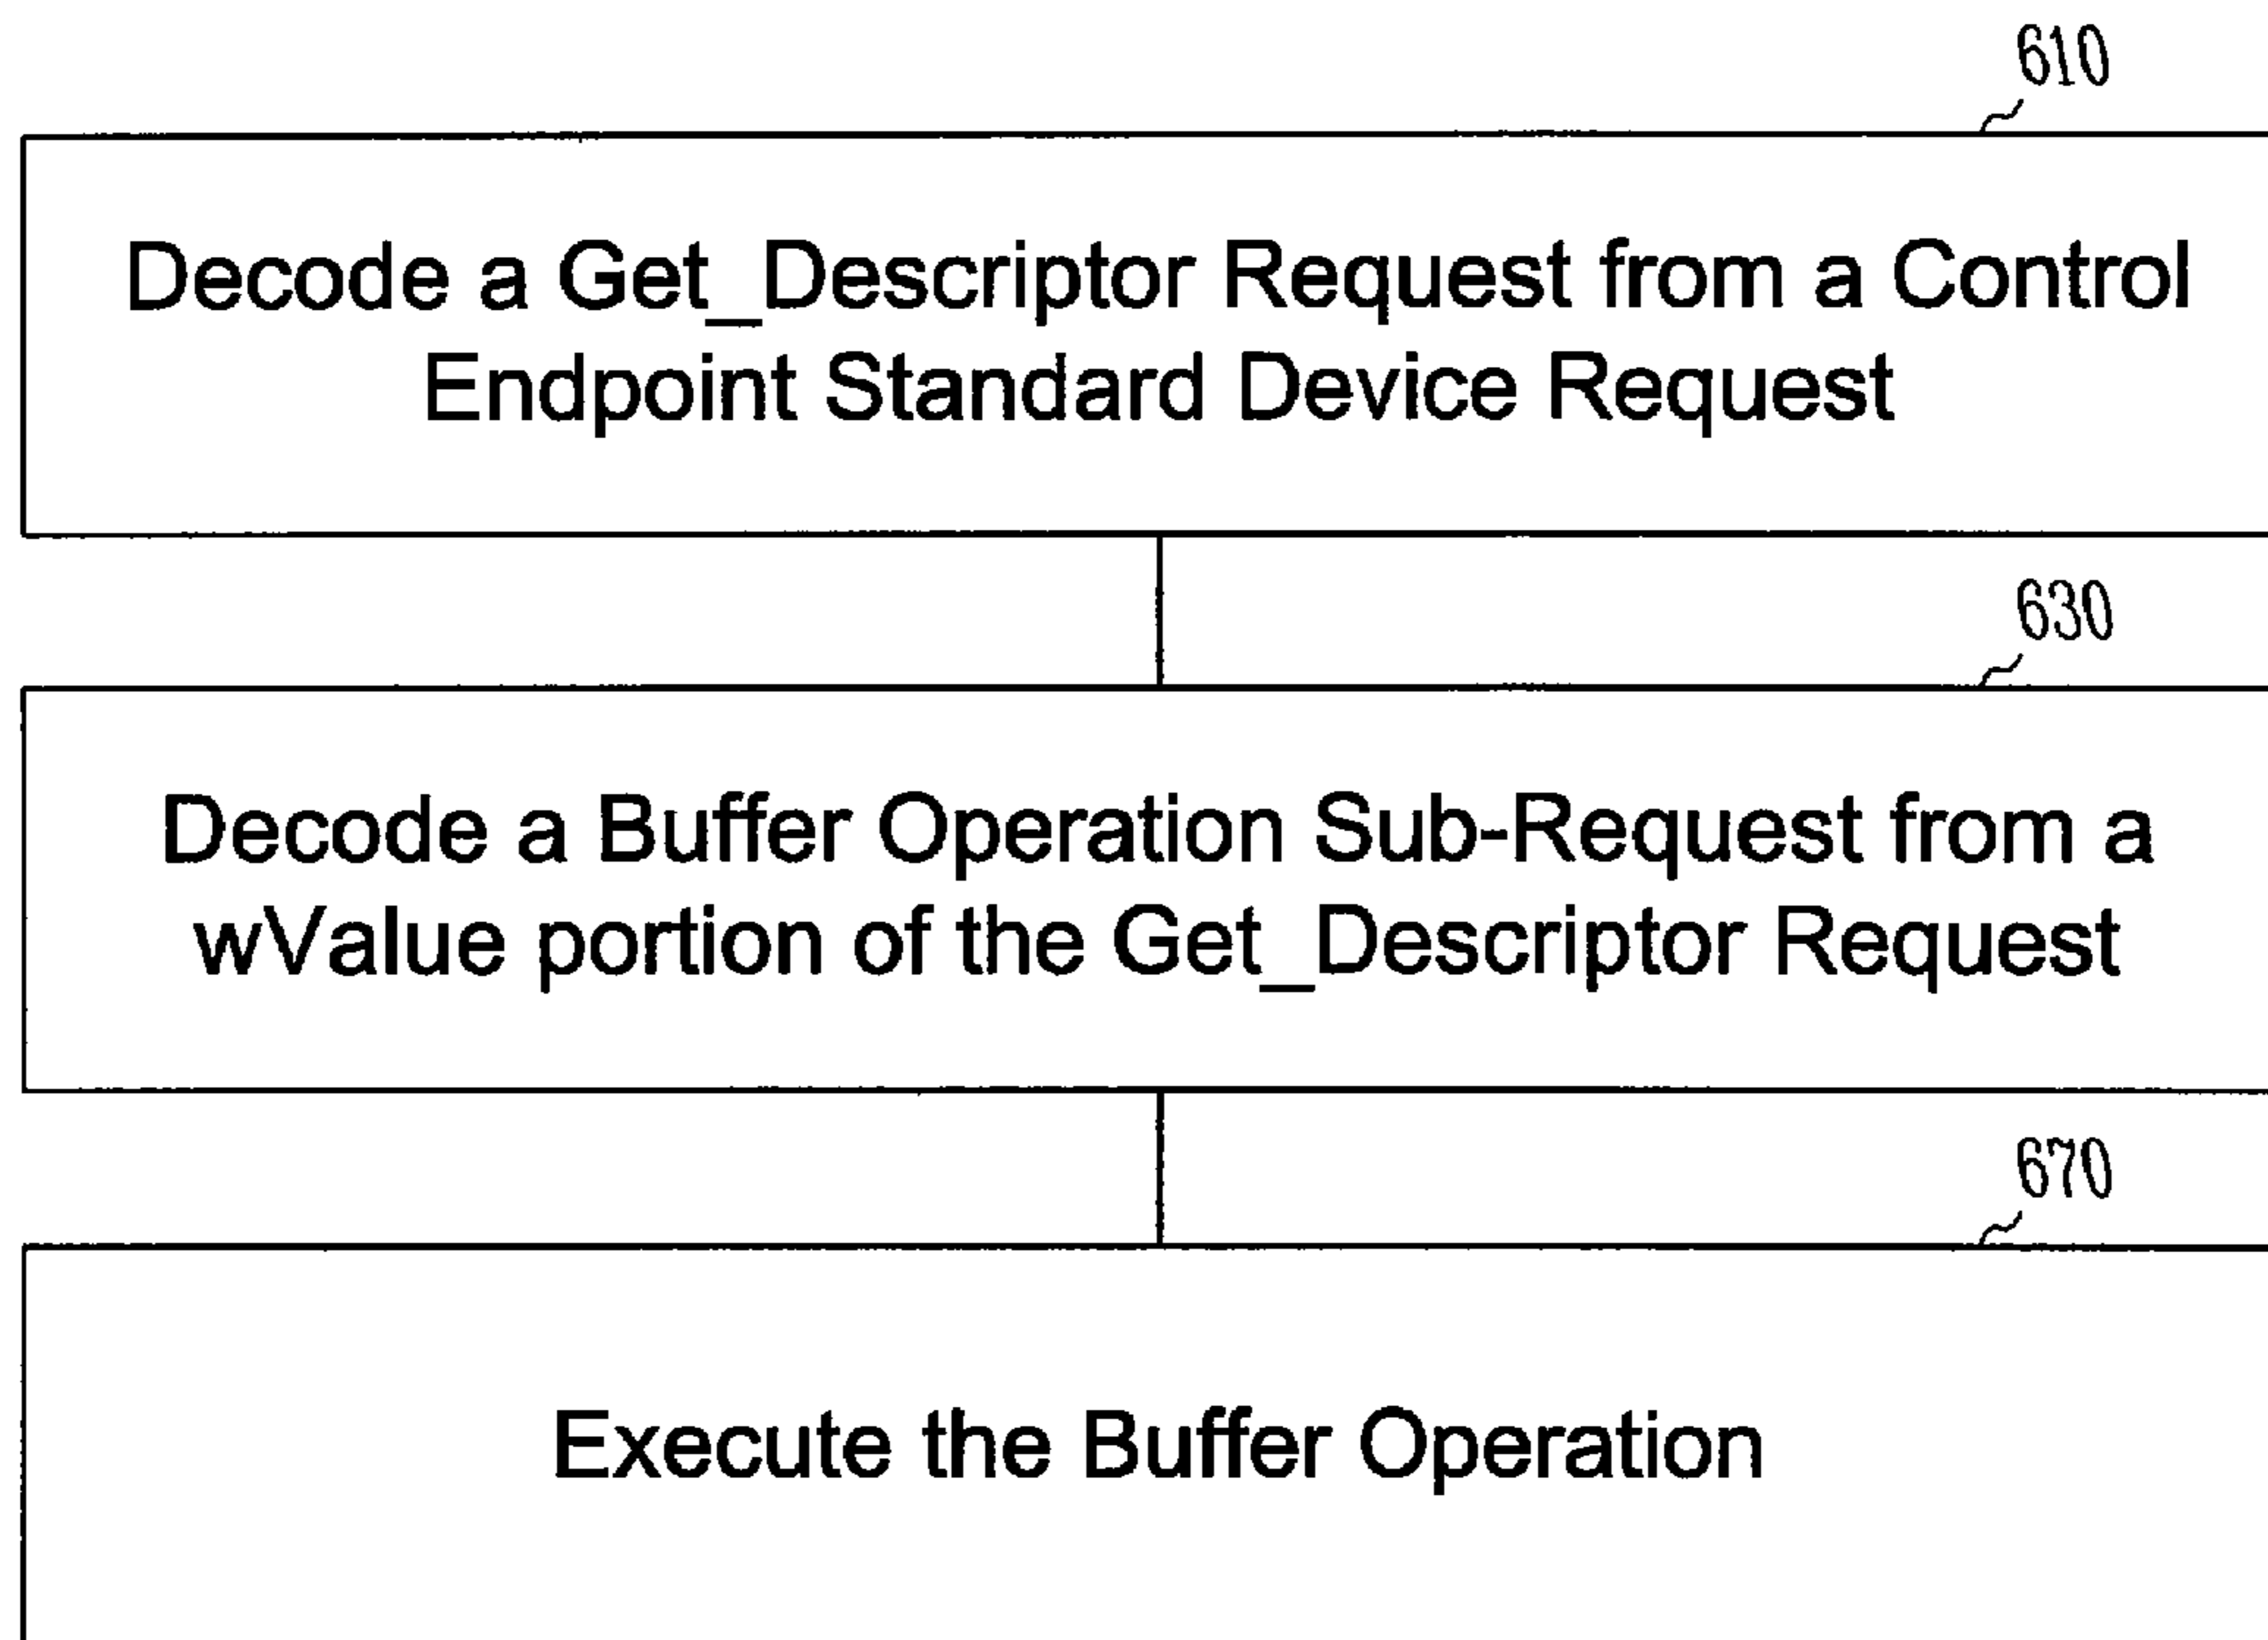 610
Decode a Get_Descriptor Request from a Control
Endpoint Standard Device Request
630
Decode a Buffer Operation Sub-Request from a
wValue portion of the Get_Descriptor Request
670
Execute the Buffer Operation